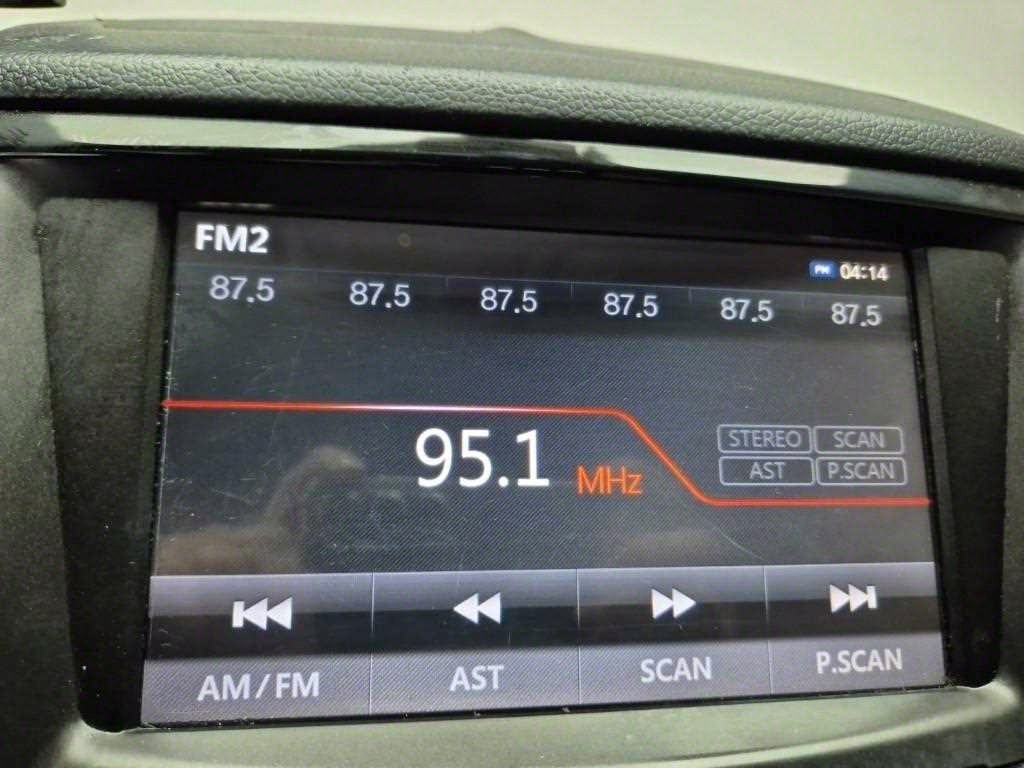 FM2
PM 04:14
87.5 87.5 87.5 87.5 87.5 87.5
95.1 MHz
STEREO SCAN
AST P.SCAN
AM/FM AST SCAN P.SCAN